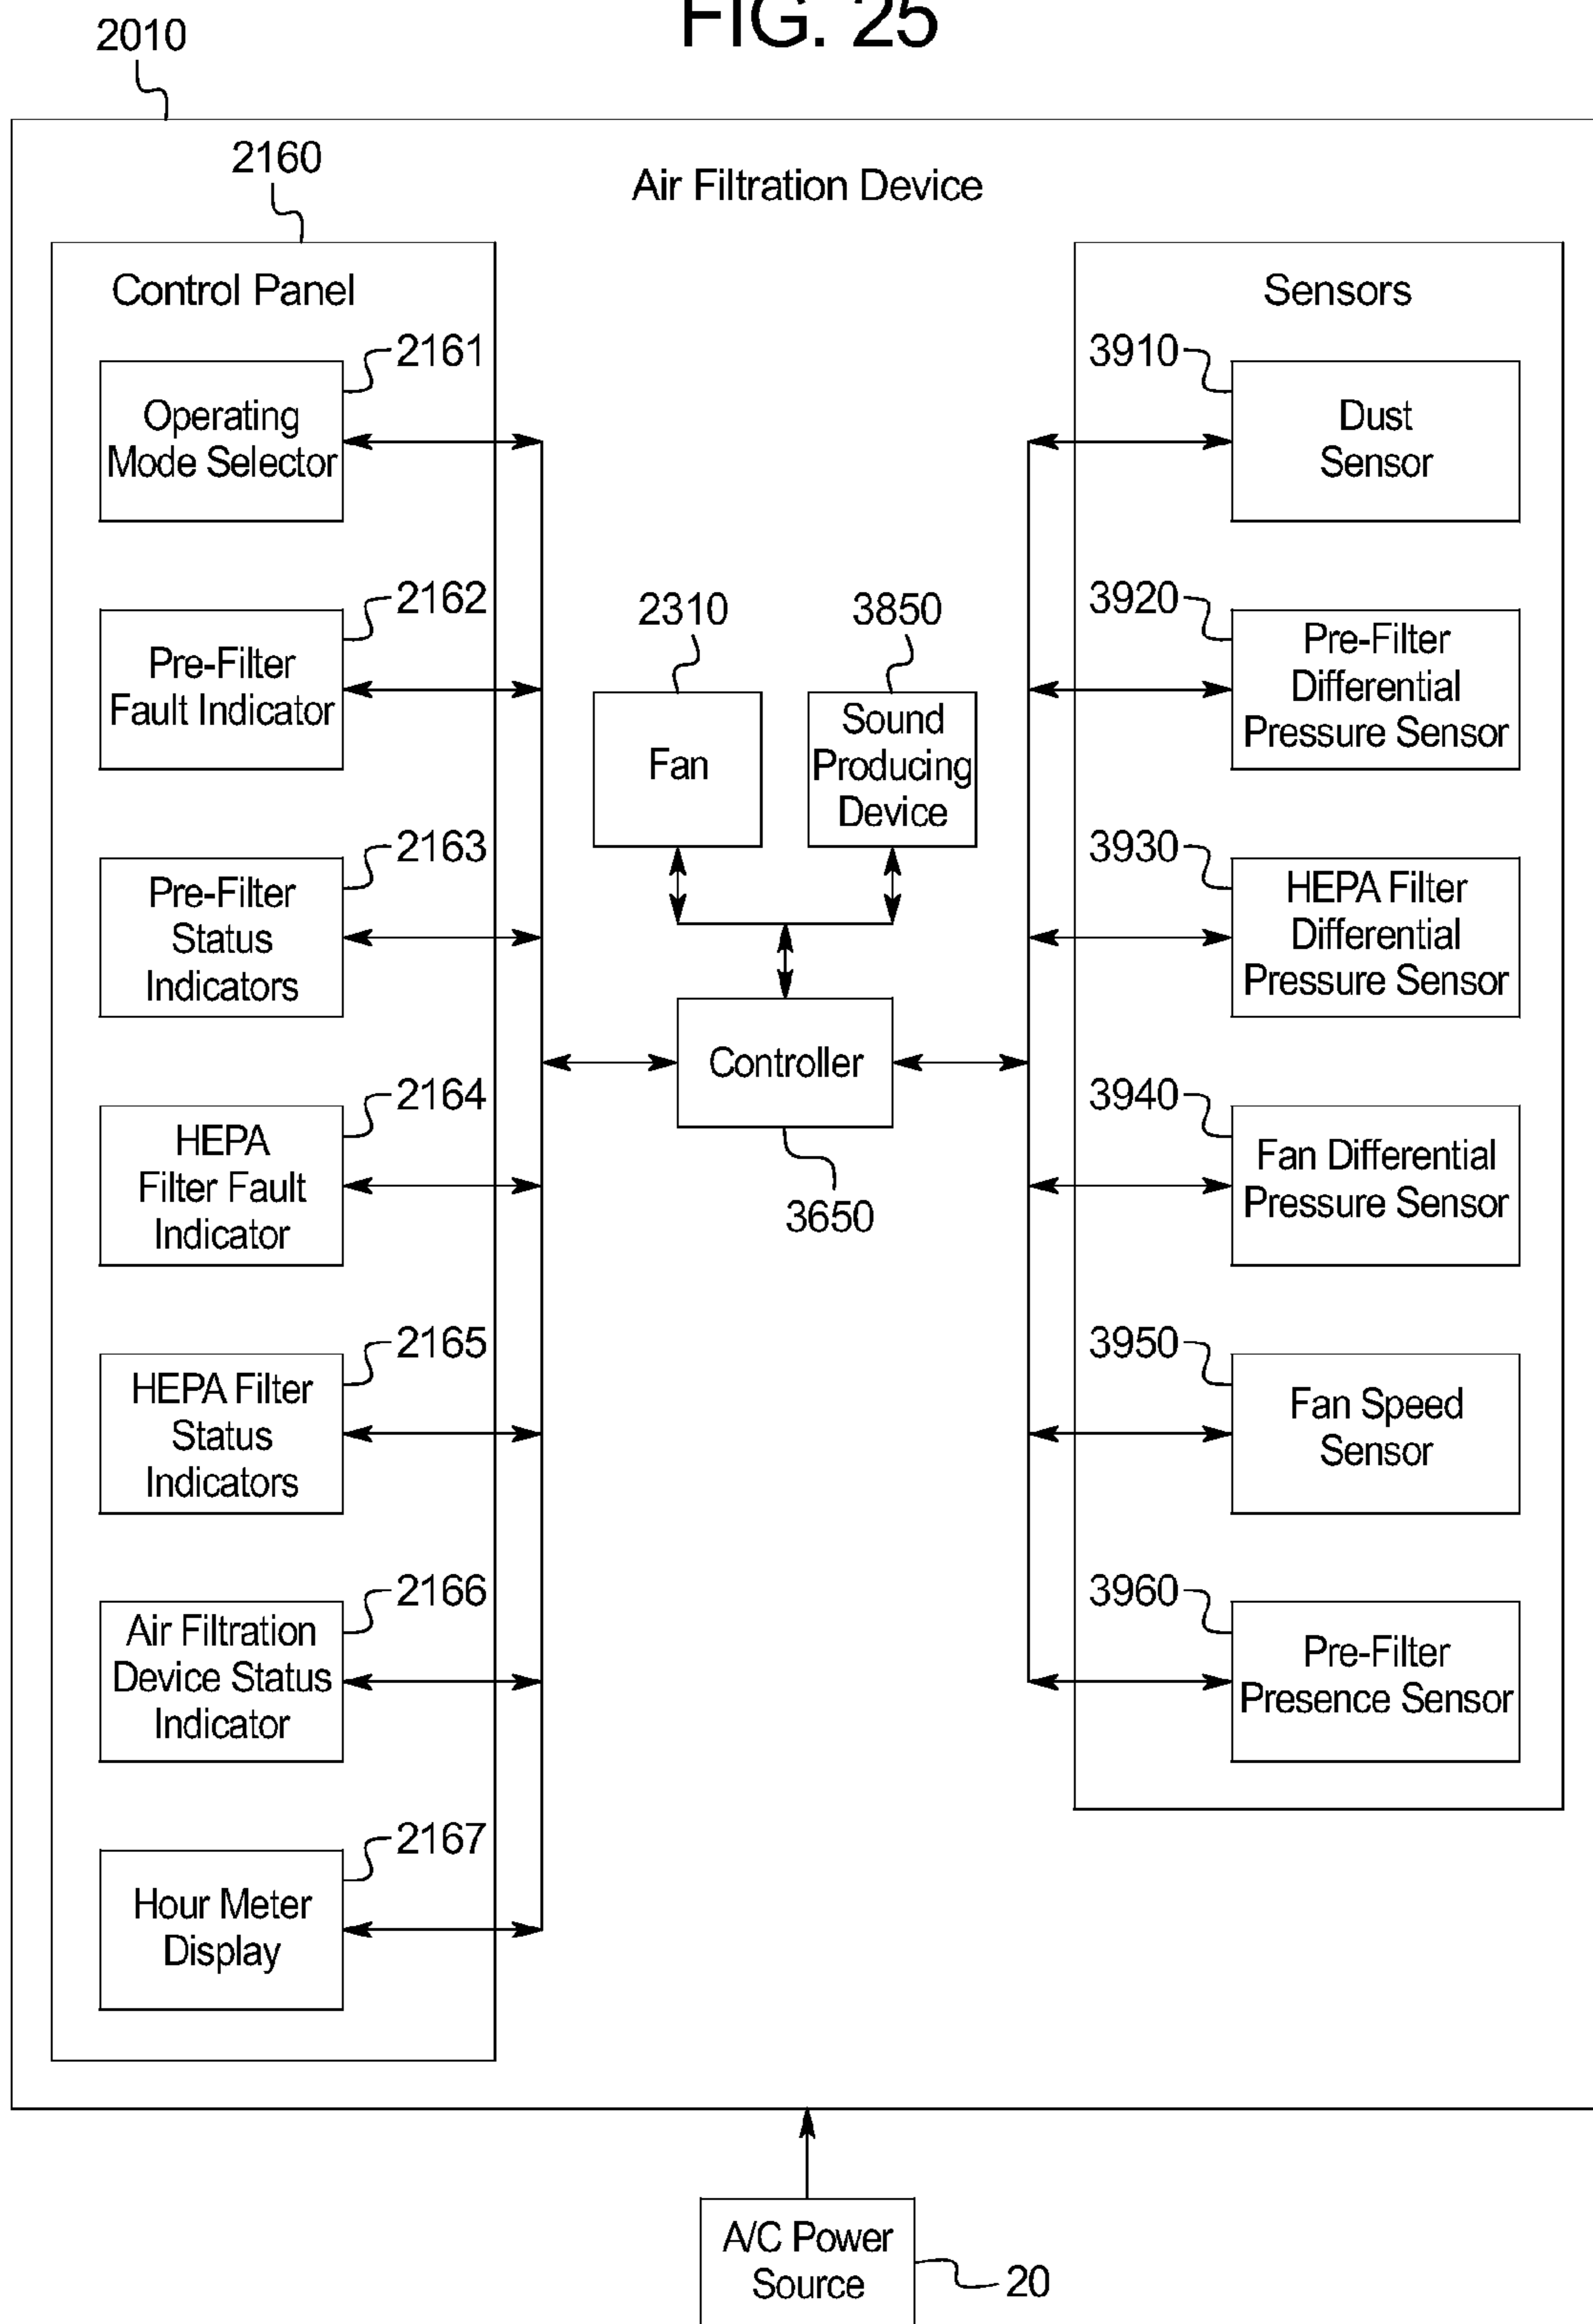 FIG. 25
2010
2160
Air Filtration Device
Control Panel
2161
Operating
Mode Selector
2162
Pre-Filter
Fault Indicator
2163
Pre-Filter
Status
Indicators
2164
HEPA
Filter Fault
Indicator
2165
HEPA Filter
Status
Indicators
2166
Air Filtration
Device Status
Indicator
2167
Hour Meter
Display
2310
Fan
3850
Sound
Producing
Device
Controller
3650
Sensors
3910
Dust
Sensor
3920
Pre-Filter
Differential
Pressure Sensor
3930
HEPA Filter
Differential
Pressure Sensor
3940
Fan Differential
Pressure Sensor
3950
Fan Speed
Sensor
3960
Pre-Filter
Presence Sensor
A/C Power
Source
20